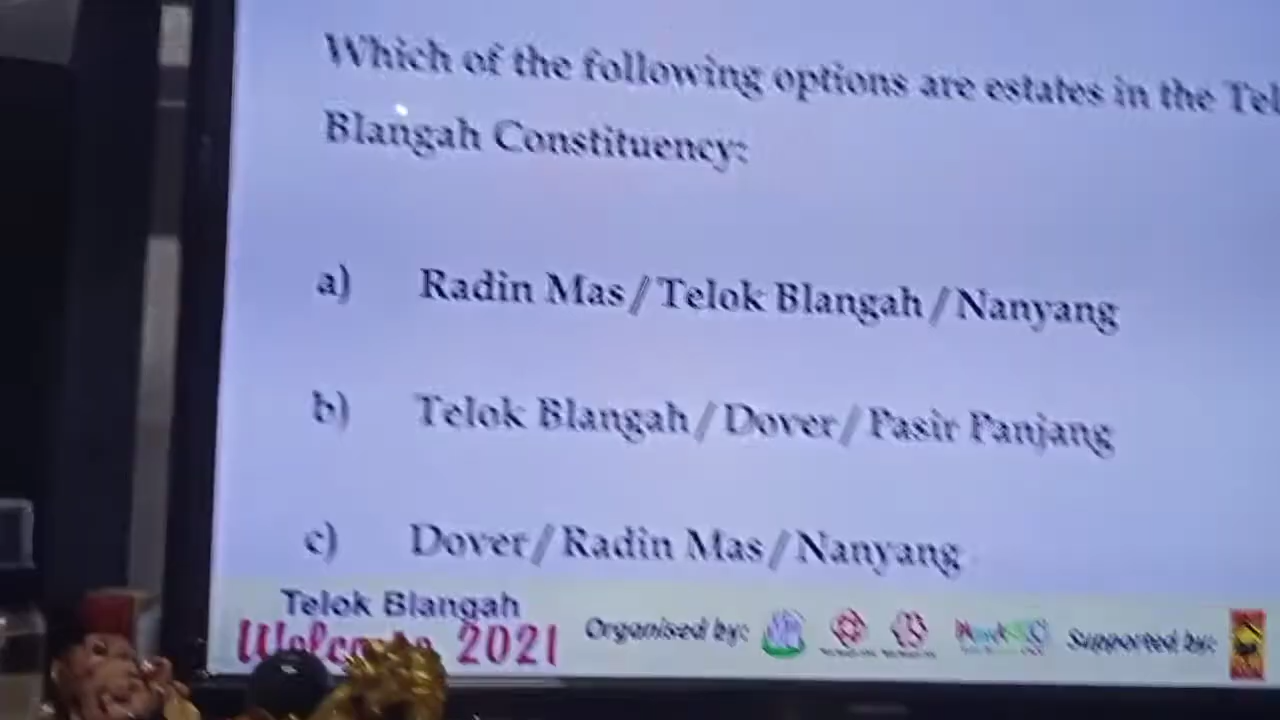 Which of the following options are estates in the Tel
Blangah Constituency:
a) Radin Mas / Telok Blangah / Nanyang
b) Telok Blangah / Dover / Pasir Panjang
c) Dover / Radin Mas / Nanyang
Telok Blangah
2021
Organised by:
Supported by: